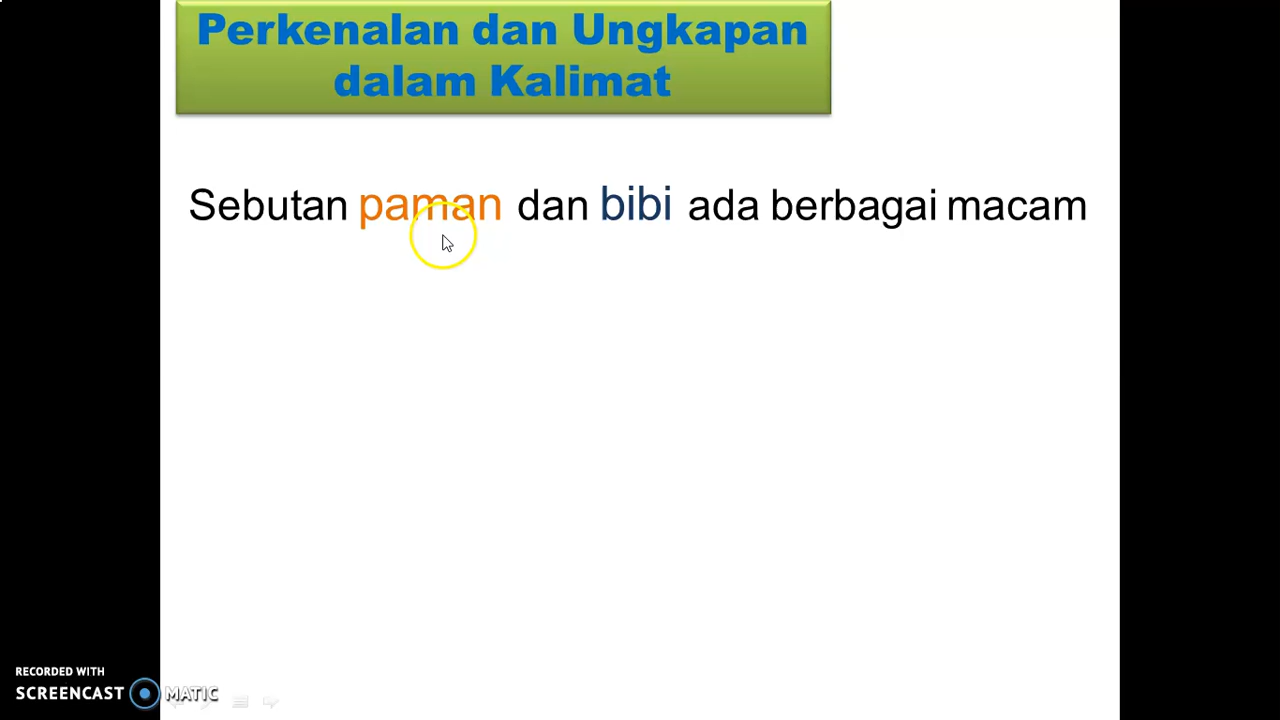 Perkenalan dan Ungkapan
dalam Kalimat
Sebutan paman dan bibi ada berbagai macam
RECORDED WITH
SCREENCAST MATIC